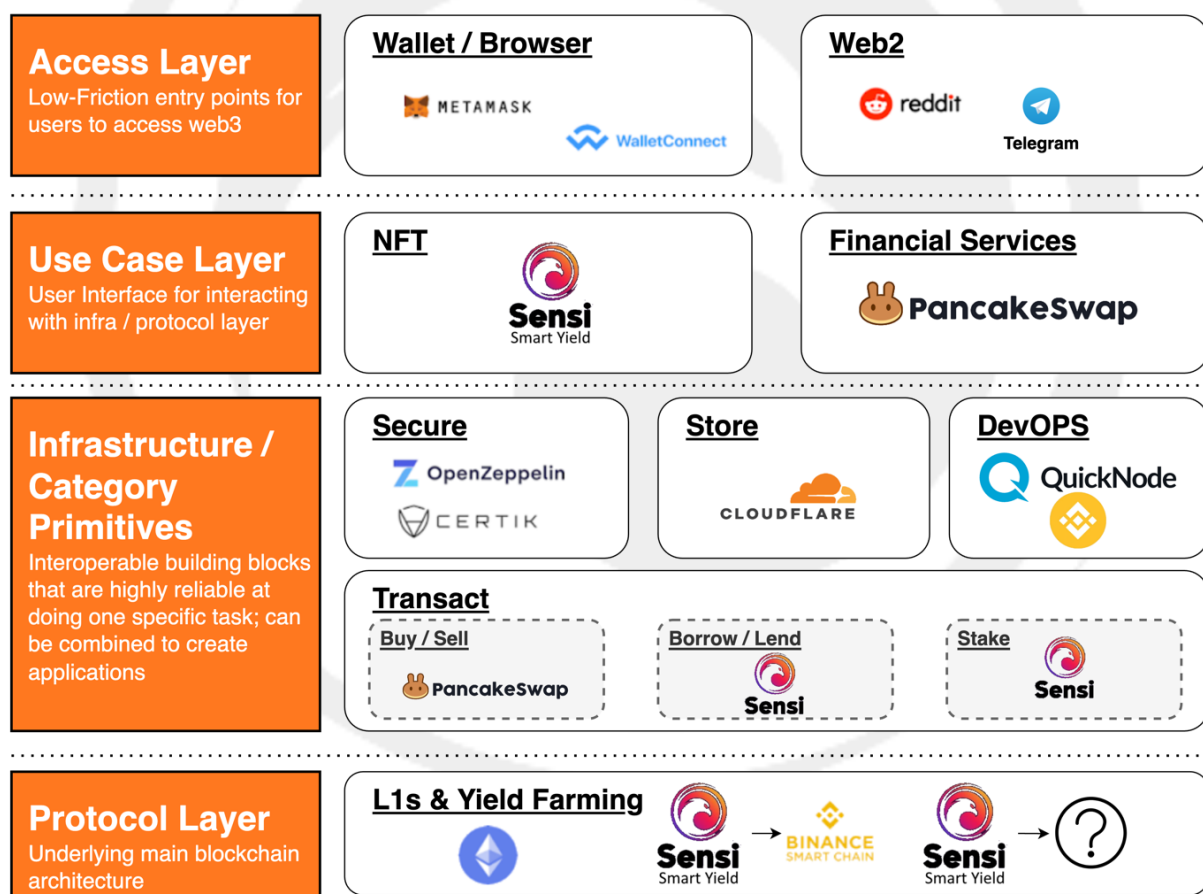 Access Layer
Low-Friction entry points for
users to access web3
Wallet / Browser
METAMASK
WalletConnect
Web2
reddit
Telegram
Use Case Layer
User Interface for interacting
with infra / protocol layer
NFT
Sensi
Smart Yield
Financial Services
PancakeSwap
Infrastructure /
Category
Primitives
Interoperable building blocks
that are highly reliable at
doing one specific task; can
be combined to create
applications
Secure
OpenZeppelin
CERTIK
Store
CLOUDFLARE
DevOPS
QuickNode
Transact
Buy / Sell
PancakeSwap
Borrow / Lend
Sensi
Stake
Sensi
Protocol Layer
Underlying main blockchain
architecture
L1s & Yield Farming
Sensi
Smart Yield
BINANCE
SMART CHAIN
Sensi
Smart Yield
?